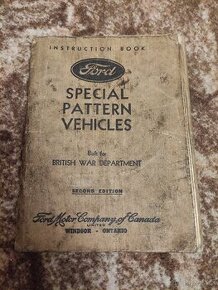 INSTRUCTION BOOK
Ford
SPECIAL
PATTERN
VEHICLES
Built for
BRITISH WAR DEPARTMENT
SECOND EDITION
Ford Motor Company of Canada
LIMITED
WINDSOR - ONTARIO